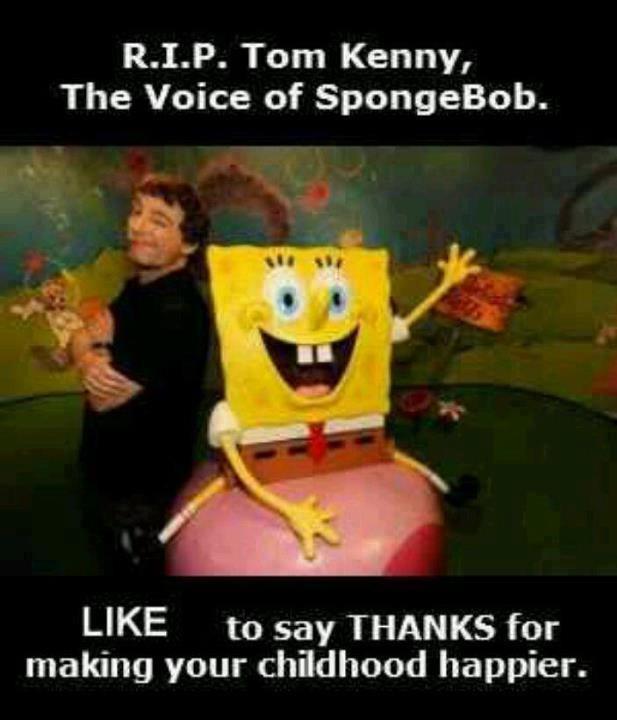 R.I.P. Tom Kenny,
The Voice of SpongeBob.
LIKE to say THANKS for
making your childhood happier.